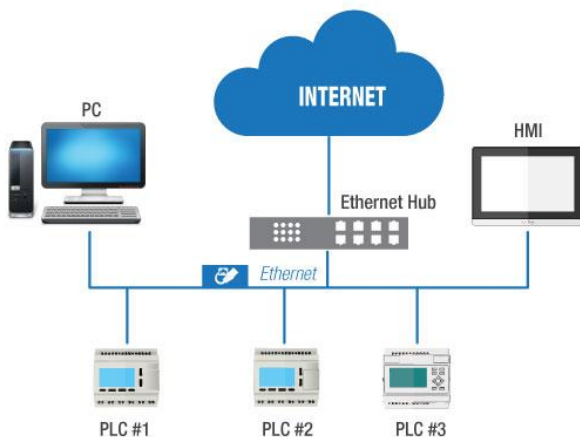 INTERNET
PC
HMI
Ethernet Hub
Ethernet
PLC #1
PLC #2
PLC #3